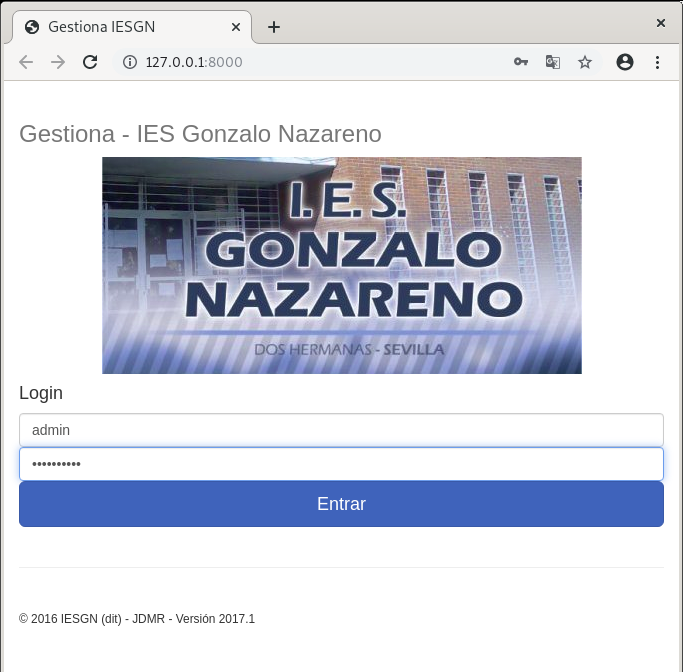 Gestiona IESGN
127.0.0.1:8000
Gestiona - IES Gonzalo Nazareno
I.E.S.
GONZALO
NAZARENO
DOS HERMANAS - SEVILLA
Login
admin
••••••••••
Entrar
© 2016 IESGN (dit) - JDMR - Versión 2017.1